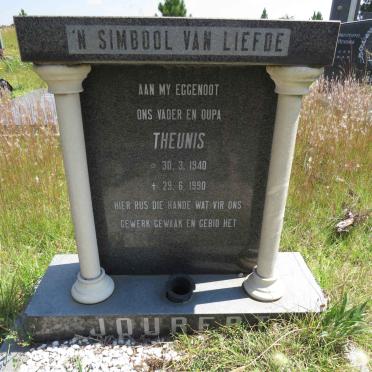 'N SIMBOOL VAN LIEFDE
AAN MY EGGENOOT
ONS VADER EN OUPA
THEUNIS
☆ 30. 3. 1940
✝ 29. 6. 1990
HIER RUS DIE HANDE WAT VIR ONS
GEWERK GEWAAK EN GEBID HET